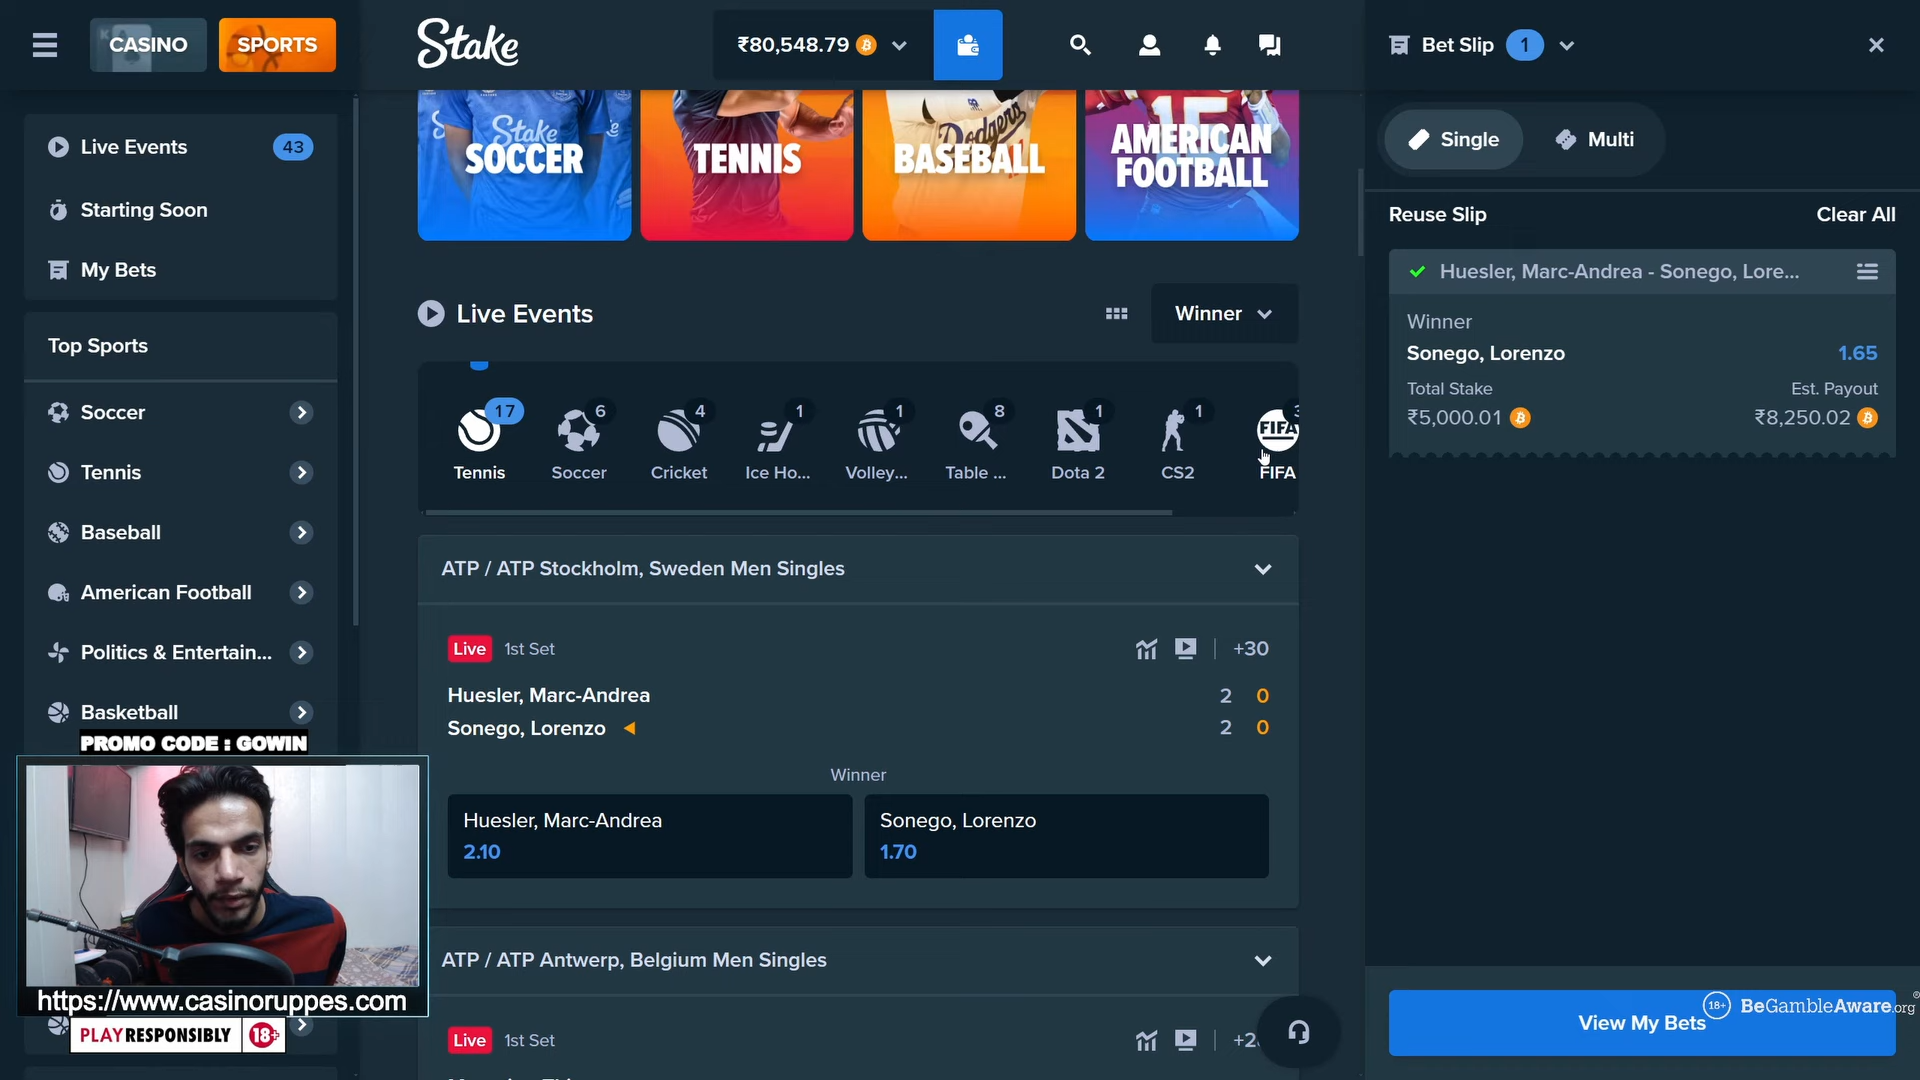 CASINO
SPORTS
Stake
₹80,548.79
Bet Slip 1
Live Events 43
Starting Soon
My Bets
Top Sports
Soccer
Tennis
Baseball
American Football
Politics & Entertain...
Basketball
PROMO CODE : GOWIN
https://www.casinoruppes.com
PLAY RESPONSIBLY 18+
Stake
SOCCER
TENNIS
Dodgers
BASEBALL
15
AMERICAN
FOOTBALL
Live Events
Winner
17 6 4 1 1 8 1 1 3
FIFA
Tennis Soccer Cricket Ice Ho... Volley... Table ... Dota 2 CS2 FIFA
ATP / ATP Stockholm, Sweden Men Singles
Live 1st Set +30
Huesler, Marc-Andrea 2 0
Sonego, Lorenzo 2 0
Winner
Huesler, Marc-Andrea
2.10
Sonego, Lorenzo
1.70
ATP / ATP Antwerp, Belgium Men Singles
Live 1st Set
Single Multi
Reuse Slip Clear All
Huesler, Marc-Andrea - Sonego, Lore...
Winner
Sonego, Lorenzo 1.65
Total Stake Est. Payout
₹5,000.01 ₹8,250.02
18+ BeGambleAware.org®
View My Bets